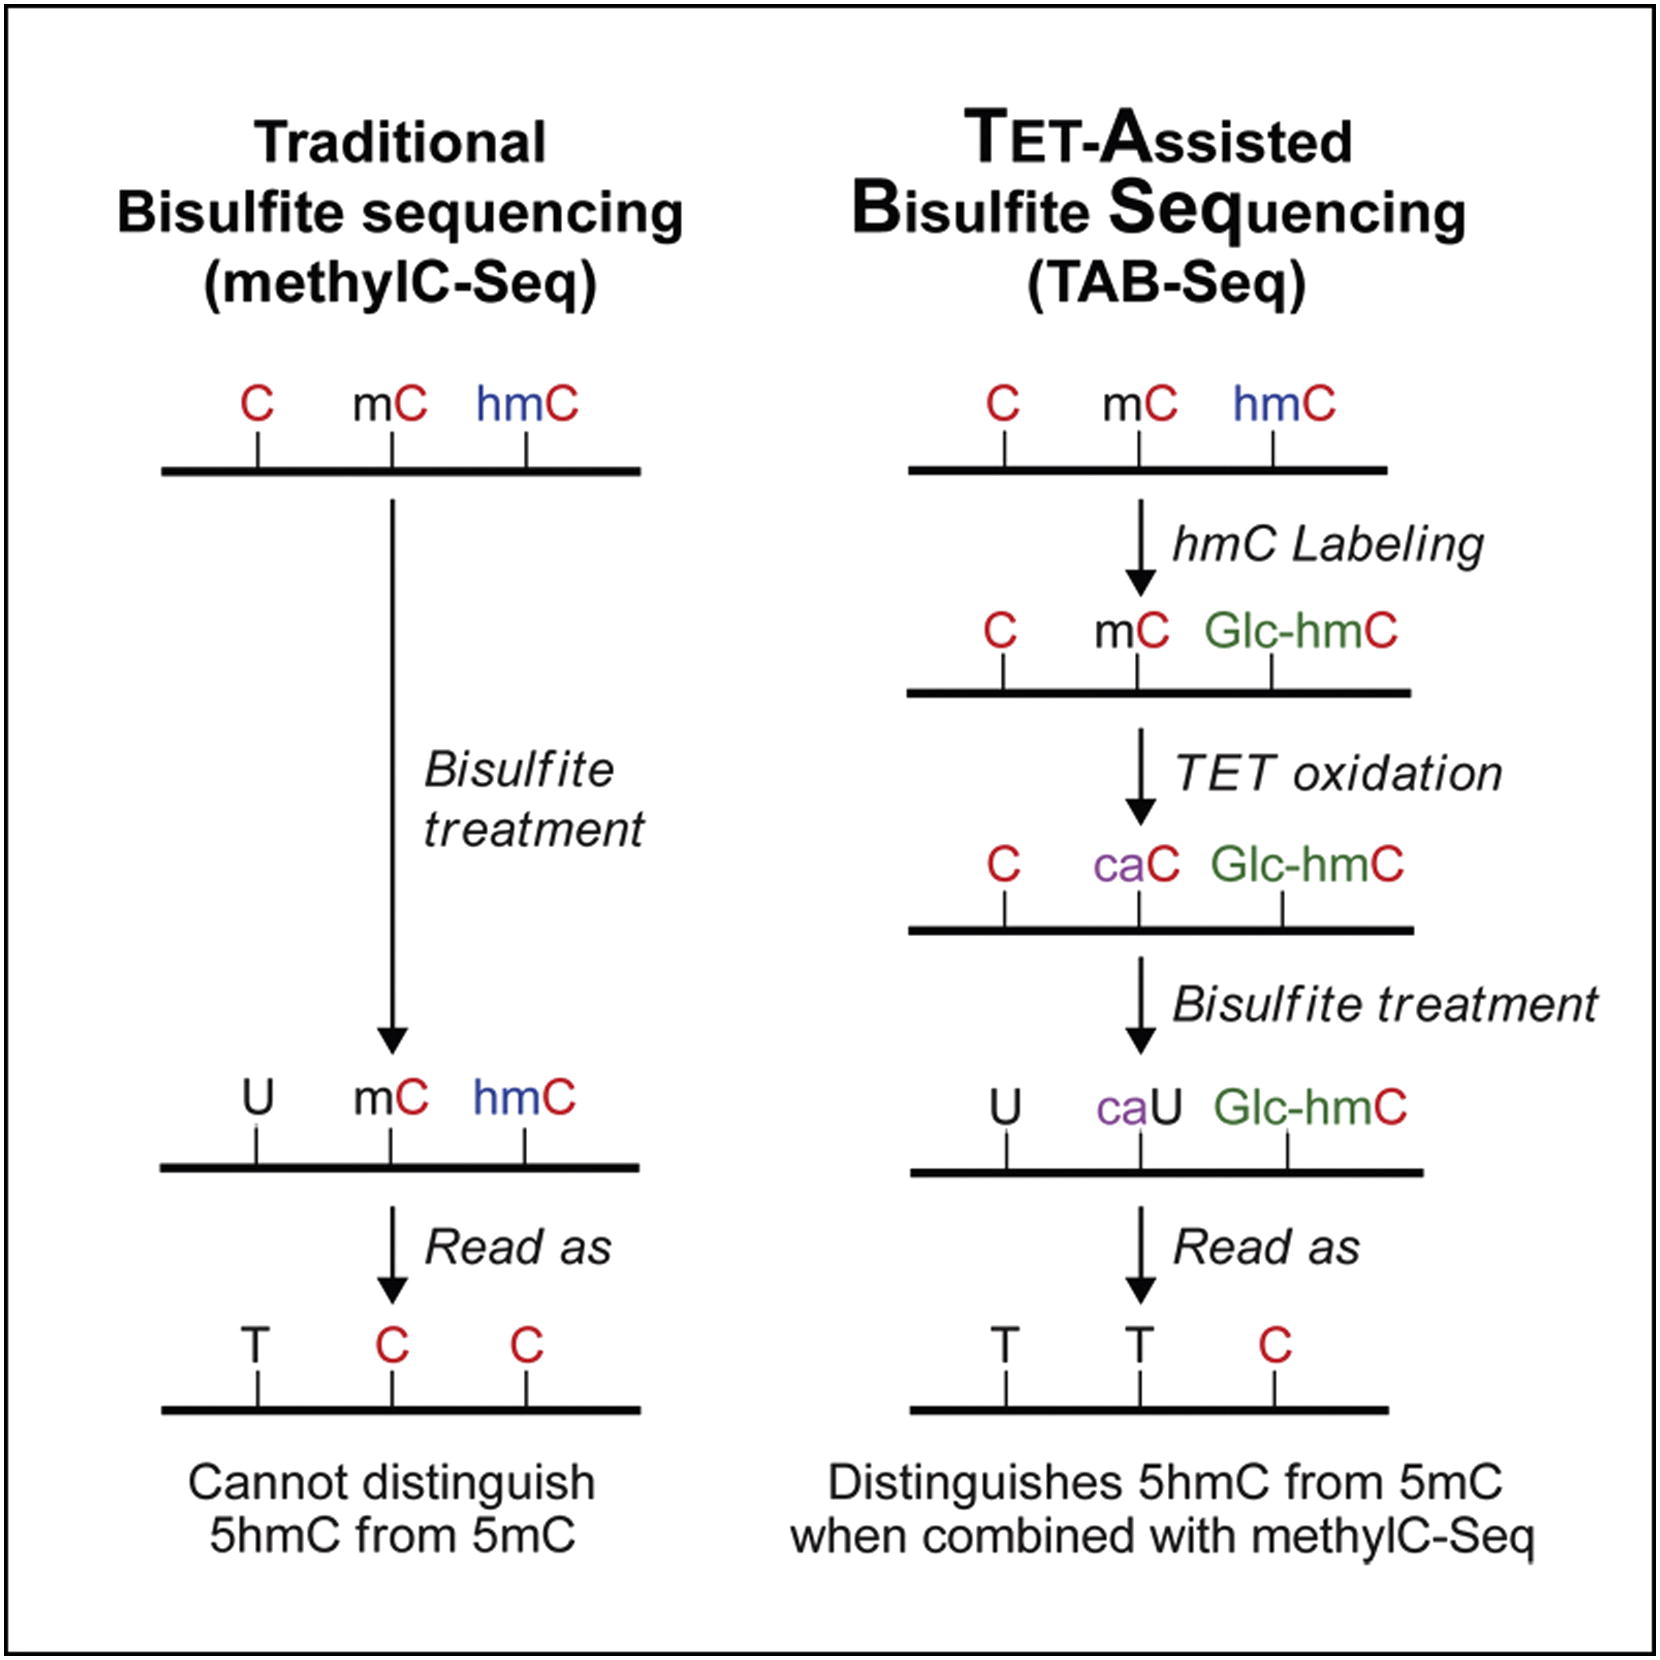 Traditional
Bisulfite sequencing
(methylC-Seq)
C mC hmC
Bisulfite
treatment
U mC hmC
Read as
T C C
Cannot distinguish
5hmC from 5mC
TET-Assisted
Bisulfite Sequencing
(TAB-Seq)
C mC hmC
hmC Labeling
C mC Glc-hmC
TET oxidation
C caC Glc-hmC
Bisulfite treatment
U caU Glc-hmC
Read as
T T C
Distinguishes 5hmC from 5mC
when combined with methylC-Seq